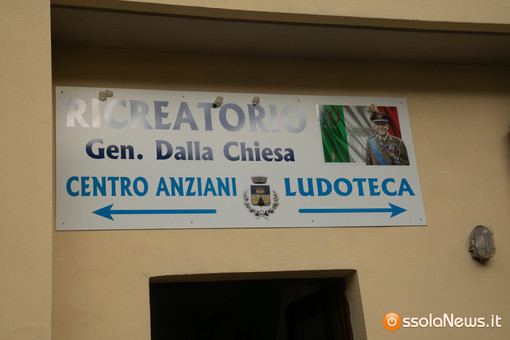 RICREATORIO
Gen. Dalla Chiesa
CENTRO ANZIANI LUDOTECA
OssolaNews.it